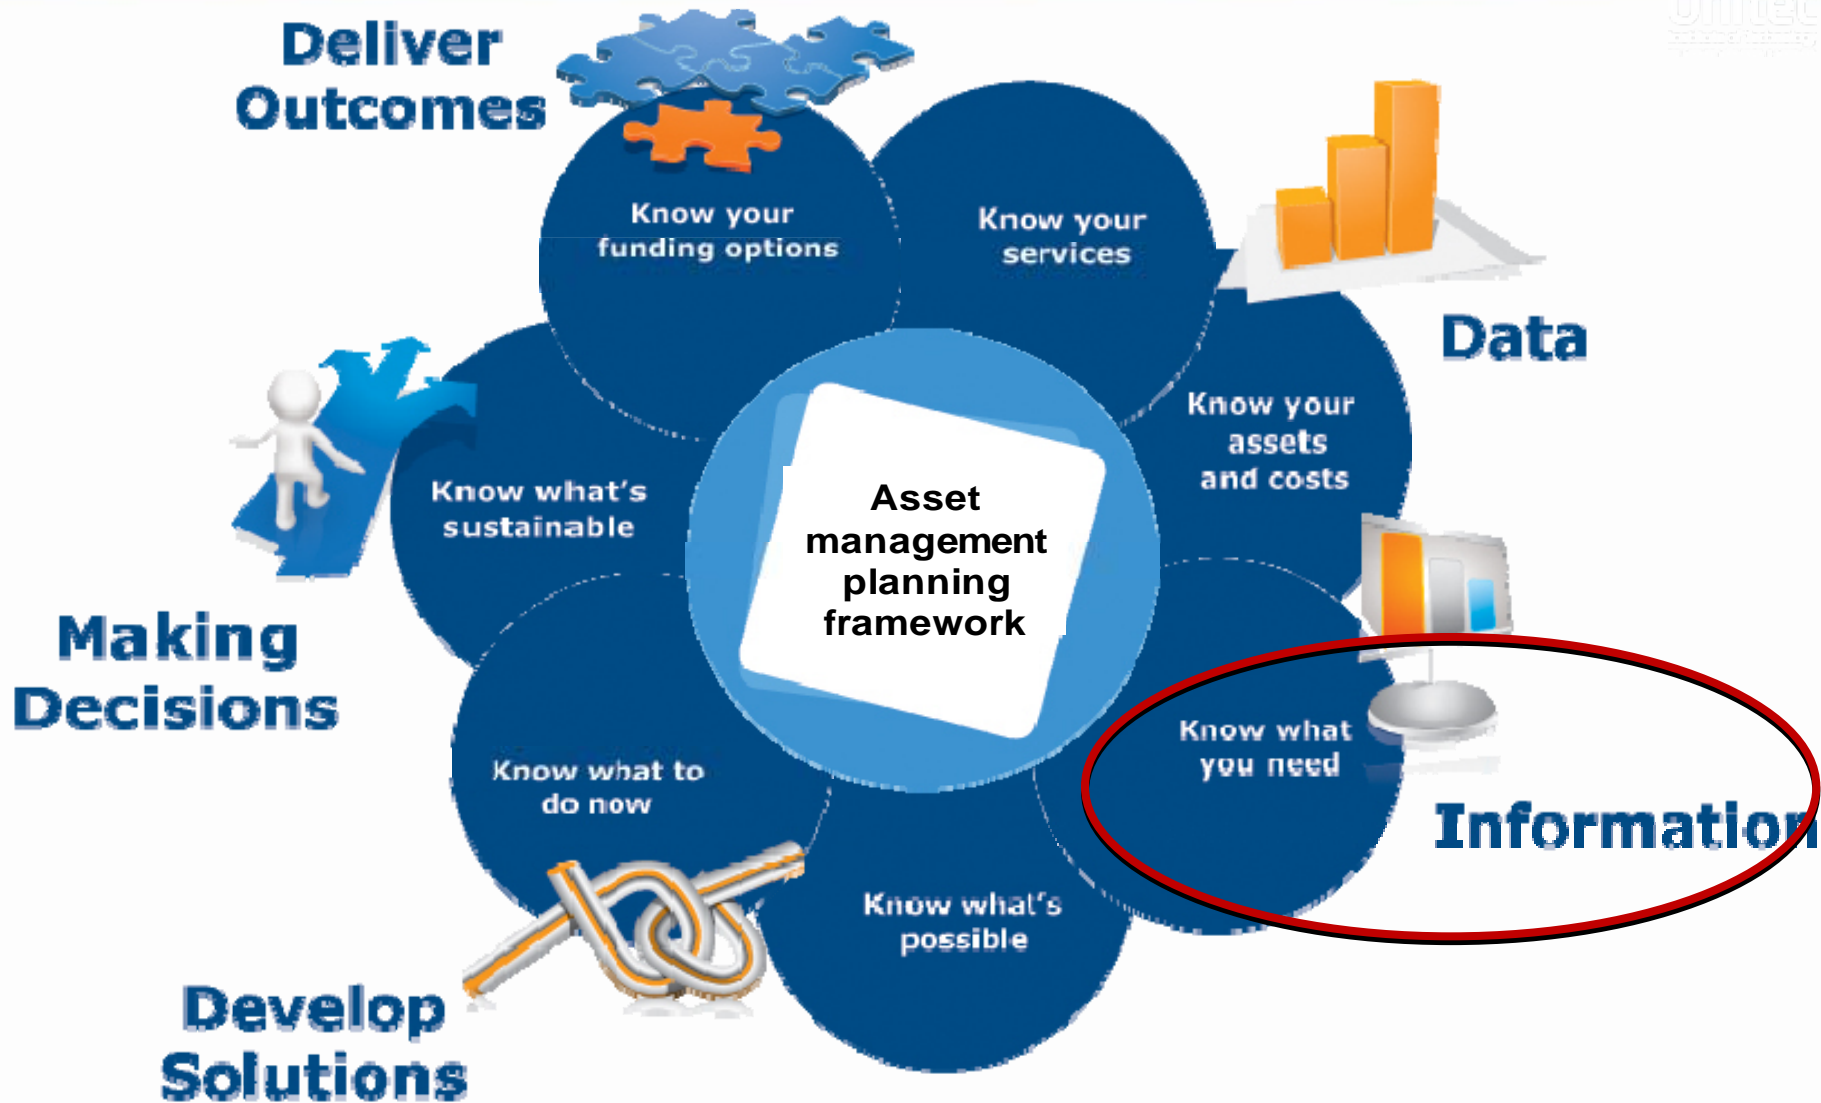 Deliver
Outcomes
Know your
funding options
Know your
services
Data
Know your
assets
and costs
Know what's
sustainable
Asset
management
planning
framework
Making
Decisions
Know what
you need
Know what to
do now
Information
Know what's
possible
Develop
Solutions